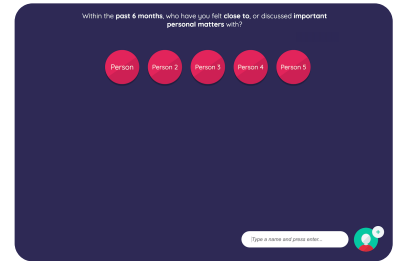 Within the past 6 months, who have you felt close to, or discussed important
personal matters with?
Person
Person 2
Person 3
Person 4
Person 5
Type a name and press enter...